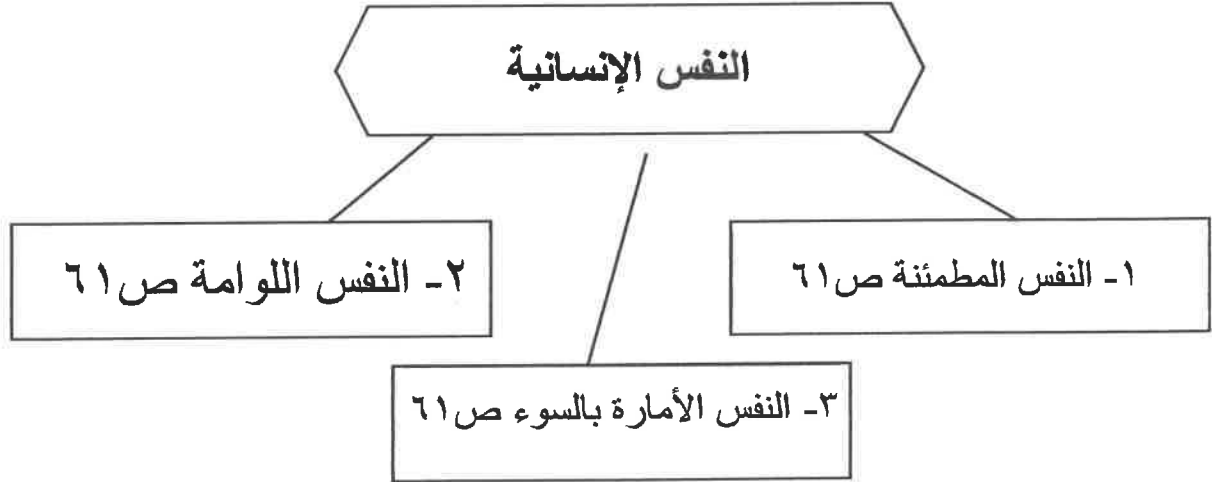 النفس الإنسانية
١- النفس المطمئنة ص٦١
٢- النفس اللوامة ص٦١
٣- النفس الأمارة بالسوء ص٦١